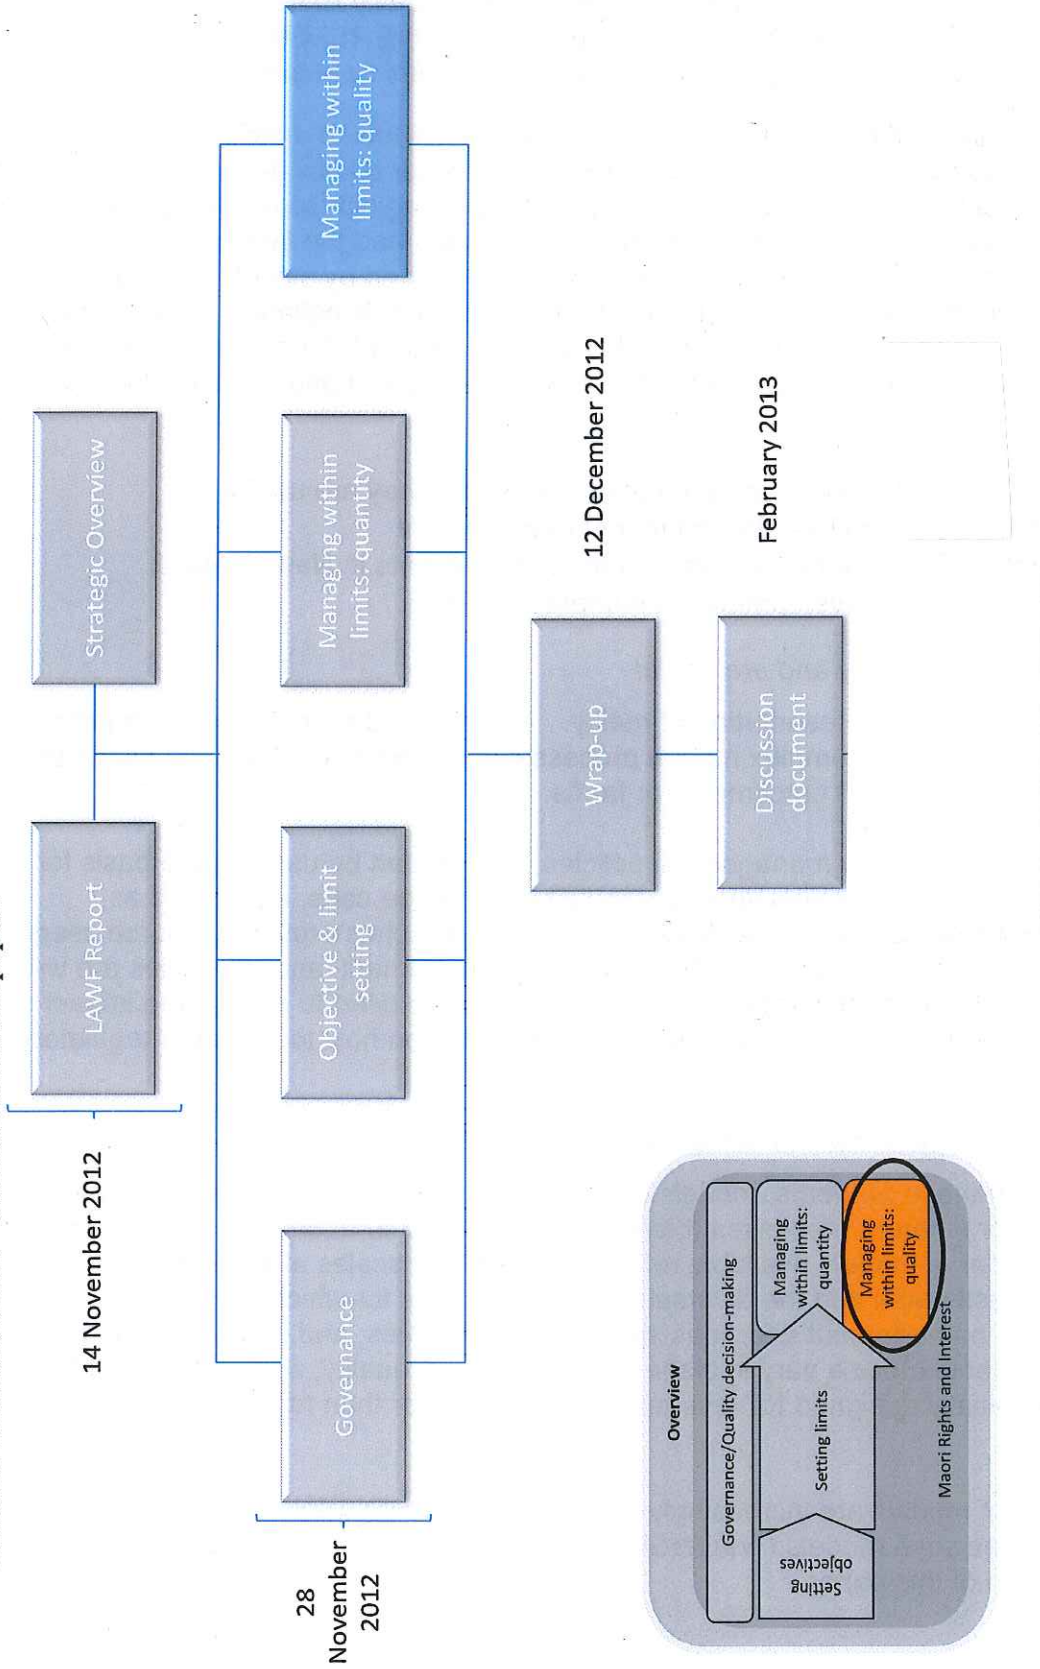 14 November 2012
LAWF Report
Strategic Overview
28
November
2012
Governance
Objective & limit
setting
Managing within
limits: quantity
Managing within
limits: quality
Wrap-up
12 December 2012
Discussion
document
February 2013
Overview
Governance/Quality decision-making
Setting
objectives
Setting limits
Managing
within limits:
quantity
Managing
within limits:
quality
Maori Rights and Interest